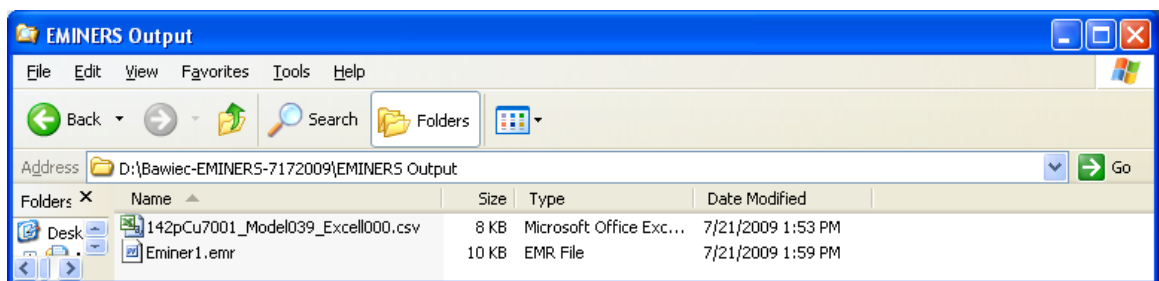 EMINERS Output
File Edit View Favorites Tools Help
Back Search Folders
Address D:\Bawiec-EMINERS-7172009\EMINERS Output Go
Folders X Name Size Type Date Modified
Desk 142pCu7001_Model039_Excell000.csv 8 KB Microsoft Office Exc... 7/21/2009 1:53 PM
Eminer1.emr 10 KB EMR File 7/21/2009 1:59 PM